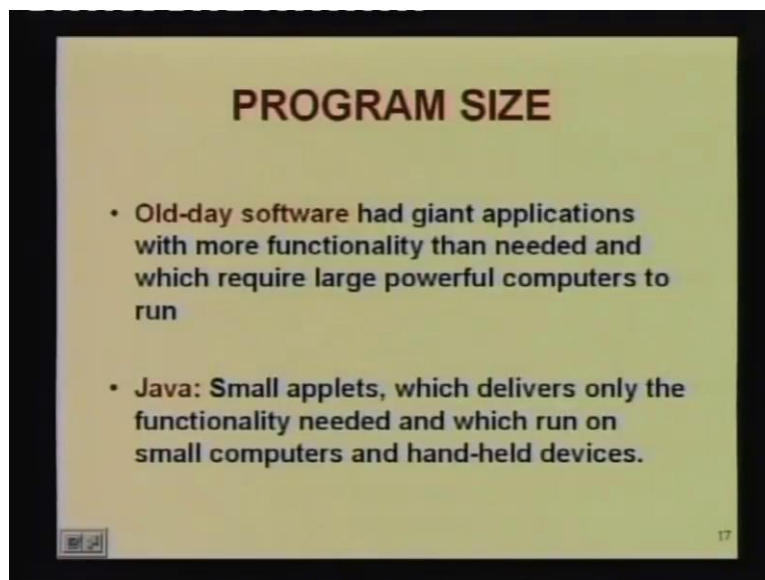 PROGRAM SIZE
• Old-day software had giant applications
with more functionality than needed and
which require large powerful computers to
run
• Java: Small applets, which delivers only the
functionality needed and which run on
small computers and hand-held devices.
17